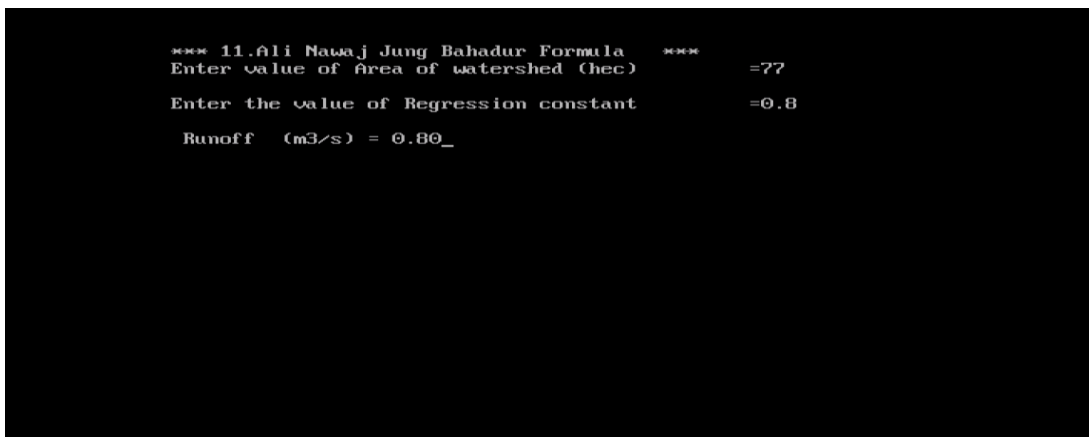 *** 11.Ali Nawaj Jung Bahadur Formula ***
Enter value of Area of watershed (hec) =77
Enter the value of Regression constant =0.8
Runoff (m3/s) = 0.80_